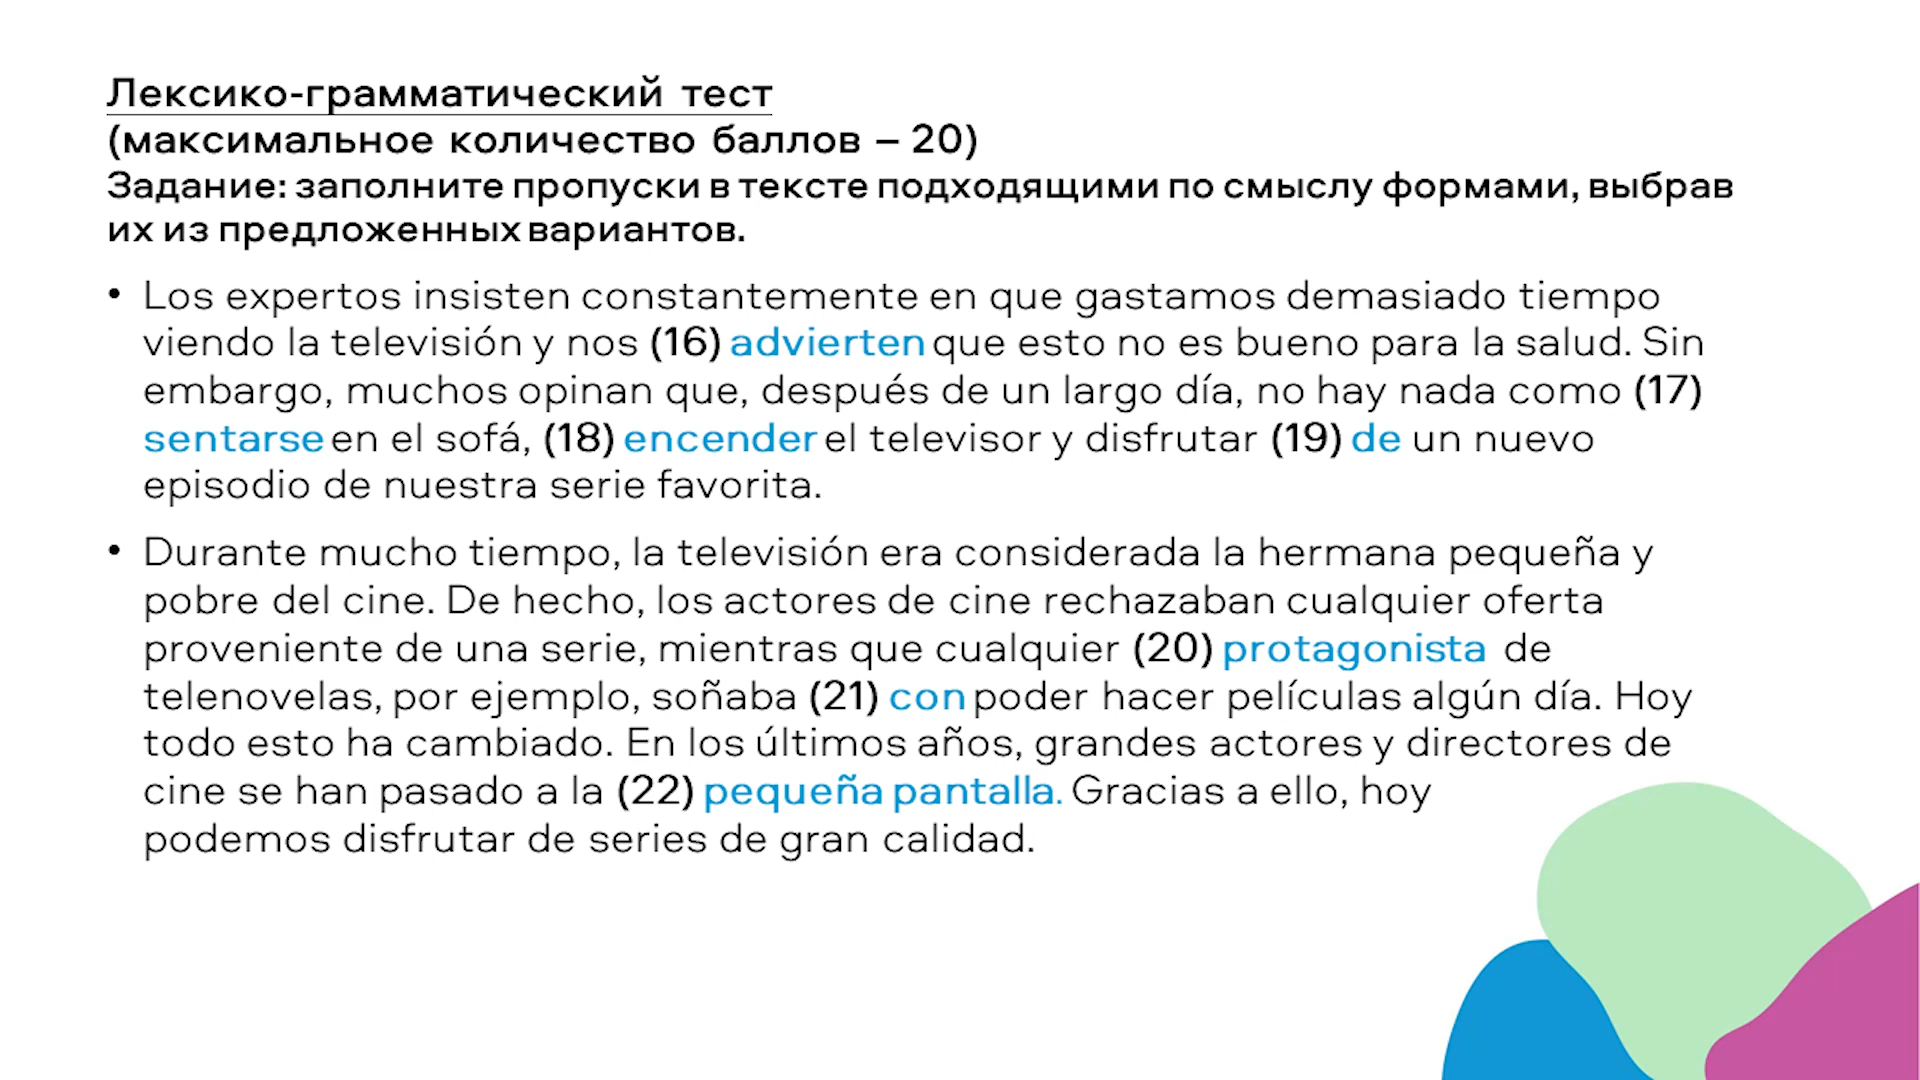 Лексико-грамматический тест
(максимальное количество баллов – 20)
Задание: заполните пропуски в тексте подходящими по смыслу формами, выбрав
их из предложенных вариантов.
• Los expertos insisten constantemente en que gastamos demasiado tiempo
viendo la televisión y nos (16) advierten que esto no es bueno para la salud. Sin
embargo, muchos opinan que, después de un largo día, no hay nada como (17)
sentarse en el sofá, (18) encender el televisor y disfrutar (19) de un nuevo
episodio de nuestra serie favorita.
• Durante mucho tiempo, la televisión era considerada la hermana pequeña y
pobre del cine. De hecho, los actores de cine rechazaban cualquier oferta
proveniente de una serie, mientras que cualquier (20) protagonista de
telenovelas, por ejemplo, soñaba (21) con poder hacer películas algún día. Hoy
todo esto ha cambiado. En los últimos años, grandes actores y directores de
cine se han pasado a la (22) pequeña pantalla. Gracias a ello, hoy
podemos disfrutar de series de gran calidad.